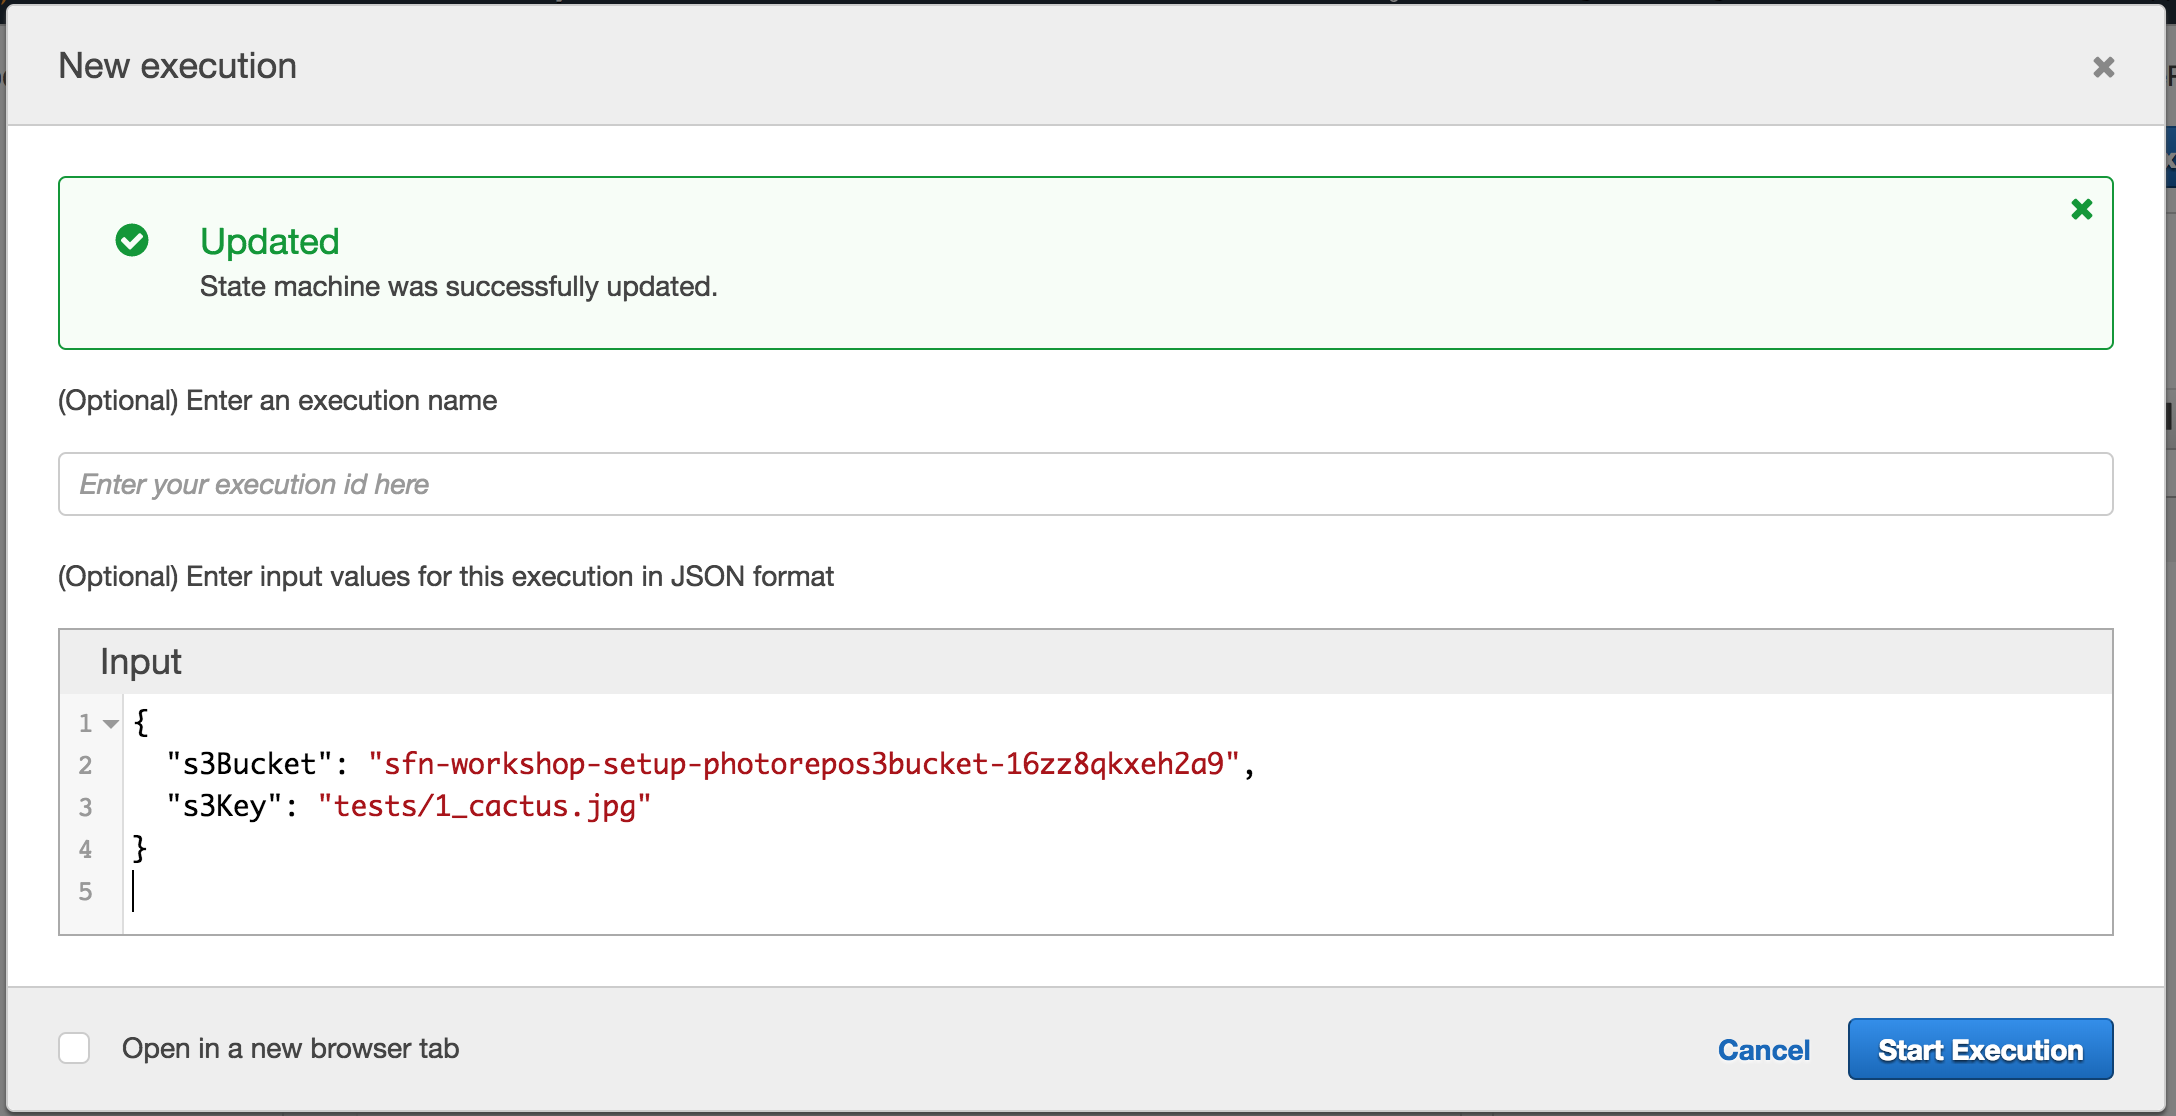 New execution
Updated
State machine was successfully updated.
(Optional) Enter an execution name
Enter your execution id here
(Optional) Enter input values for this execution in JSON format
Input
1 {
2 "s3Bucket": "sfn-workshop-setup-photorepos3bucket-16zz8qkxeh2a9",
3 "s3Key": "tests/1_cactus.jpg"
4 }
5
Open in a new browser tab
Cancel
Start Execution